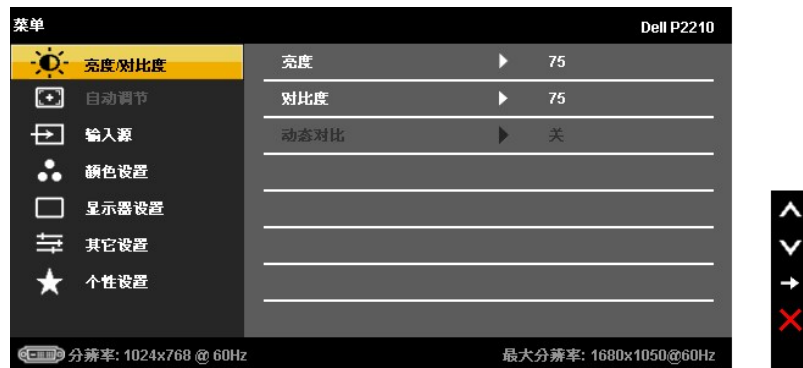 菜单 Dell P2210
亮度/对比度
自动调节
输入源
颜色设置
显示器设置
其它设置
个性设置
亮度 75
对比度 75
动态对比 关
分辨率: 1024x768 @ 60Hz
最大分辨率: 1680x1050@60Hz